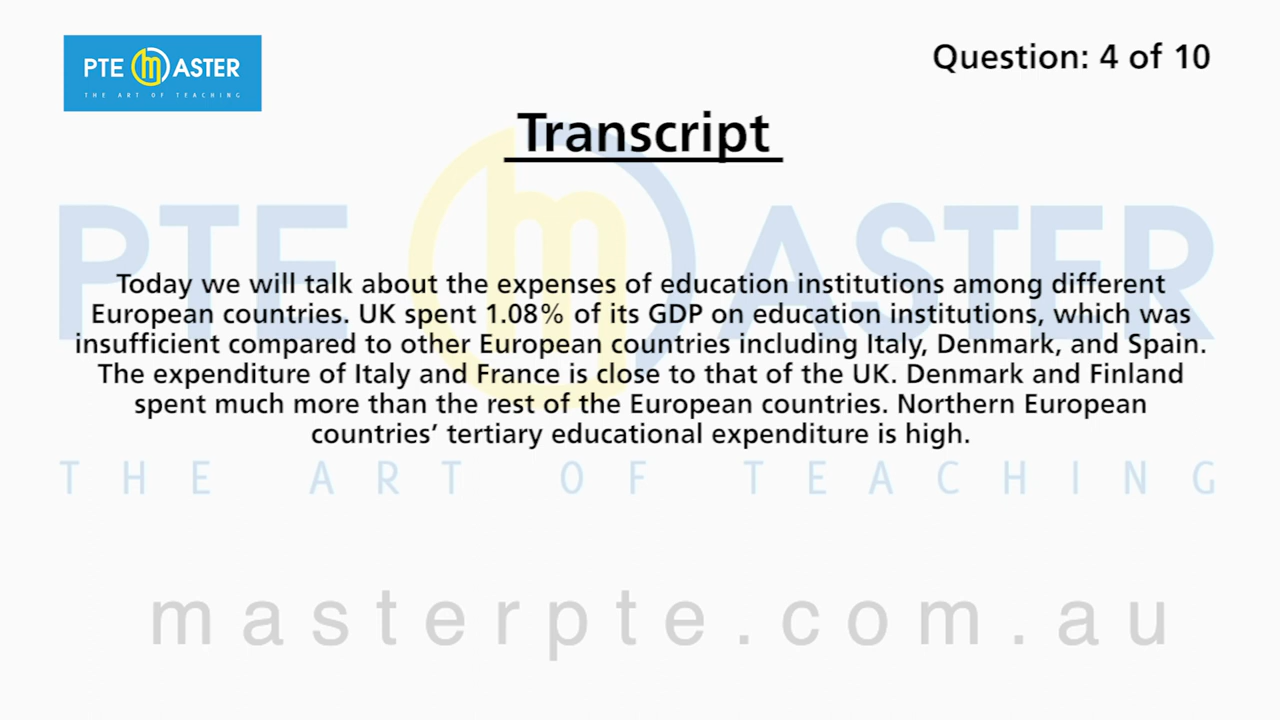 PTE MASTER
THE ART OF TEACHING
Question: 4 of 10
Transcript
PTE MASTER
Today we will talk about the expenses of education institutions among different
European countries. UK spent 1.08% of its GDP on education institutions, which was
insufficient compared to other European countries including Italy, Denmark, and Spain.
The expenditure of Italy and France is close to that of the UK. Denmark and Finland
spent much more than the rest of the European countries. Northern European
countries’ tertiary educational expenditure is high.
THE ART OF TEACHING
masterpte.com.au